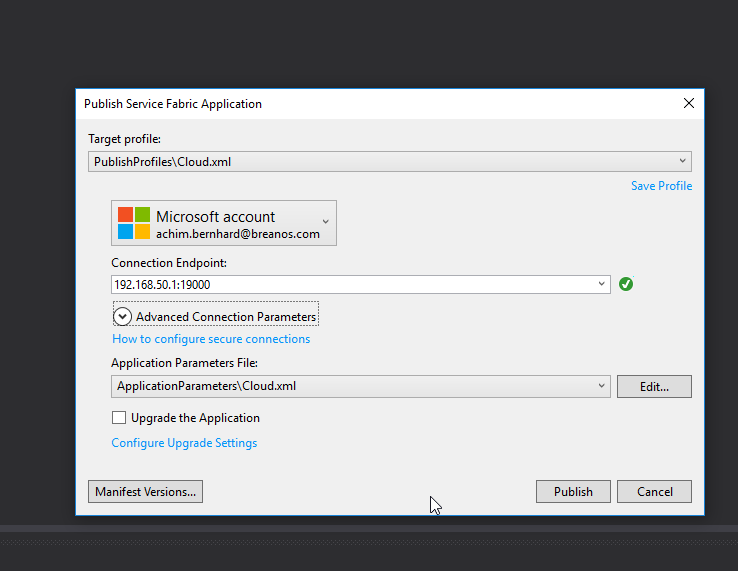 Publish Service Fabric Application
Target profile:
PublishProfiles\Cloud.xml
Save Profile
Microsoft account
achim.bernhard@breanos.com
Connection Endpoint:
192.168.50.1:19000
Advanced Connection Parameters
How to configure secure connections
Application Parameters File:
ApplicationParameters\Cloud.xml
Edit...
Upgrade the Application
Configure Upgrade Settings
Manifest Versions...
Publish
Cancel